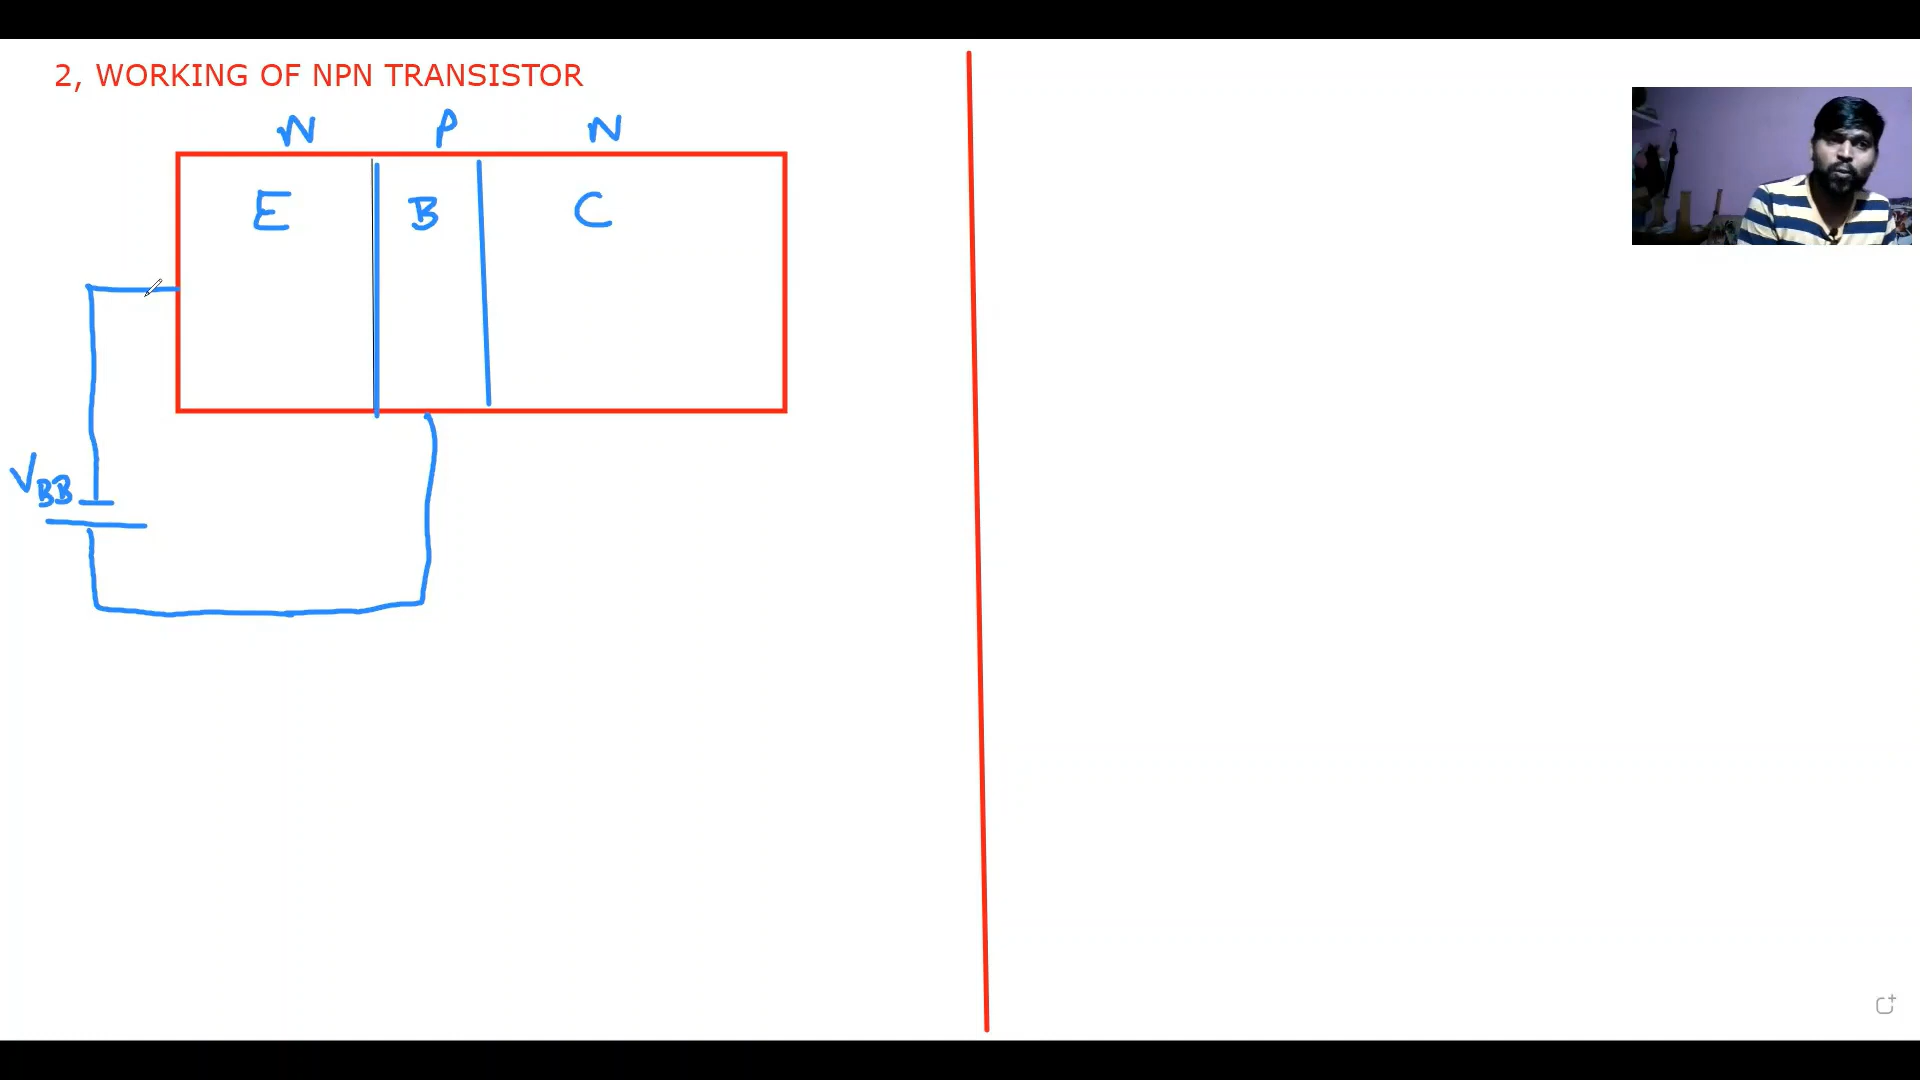 2, WORKING OF NPN TRANSISTOR
N P N
E B C
VBB